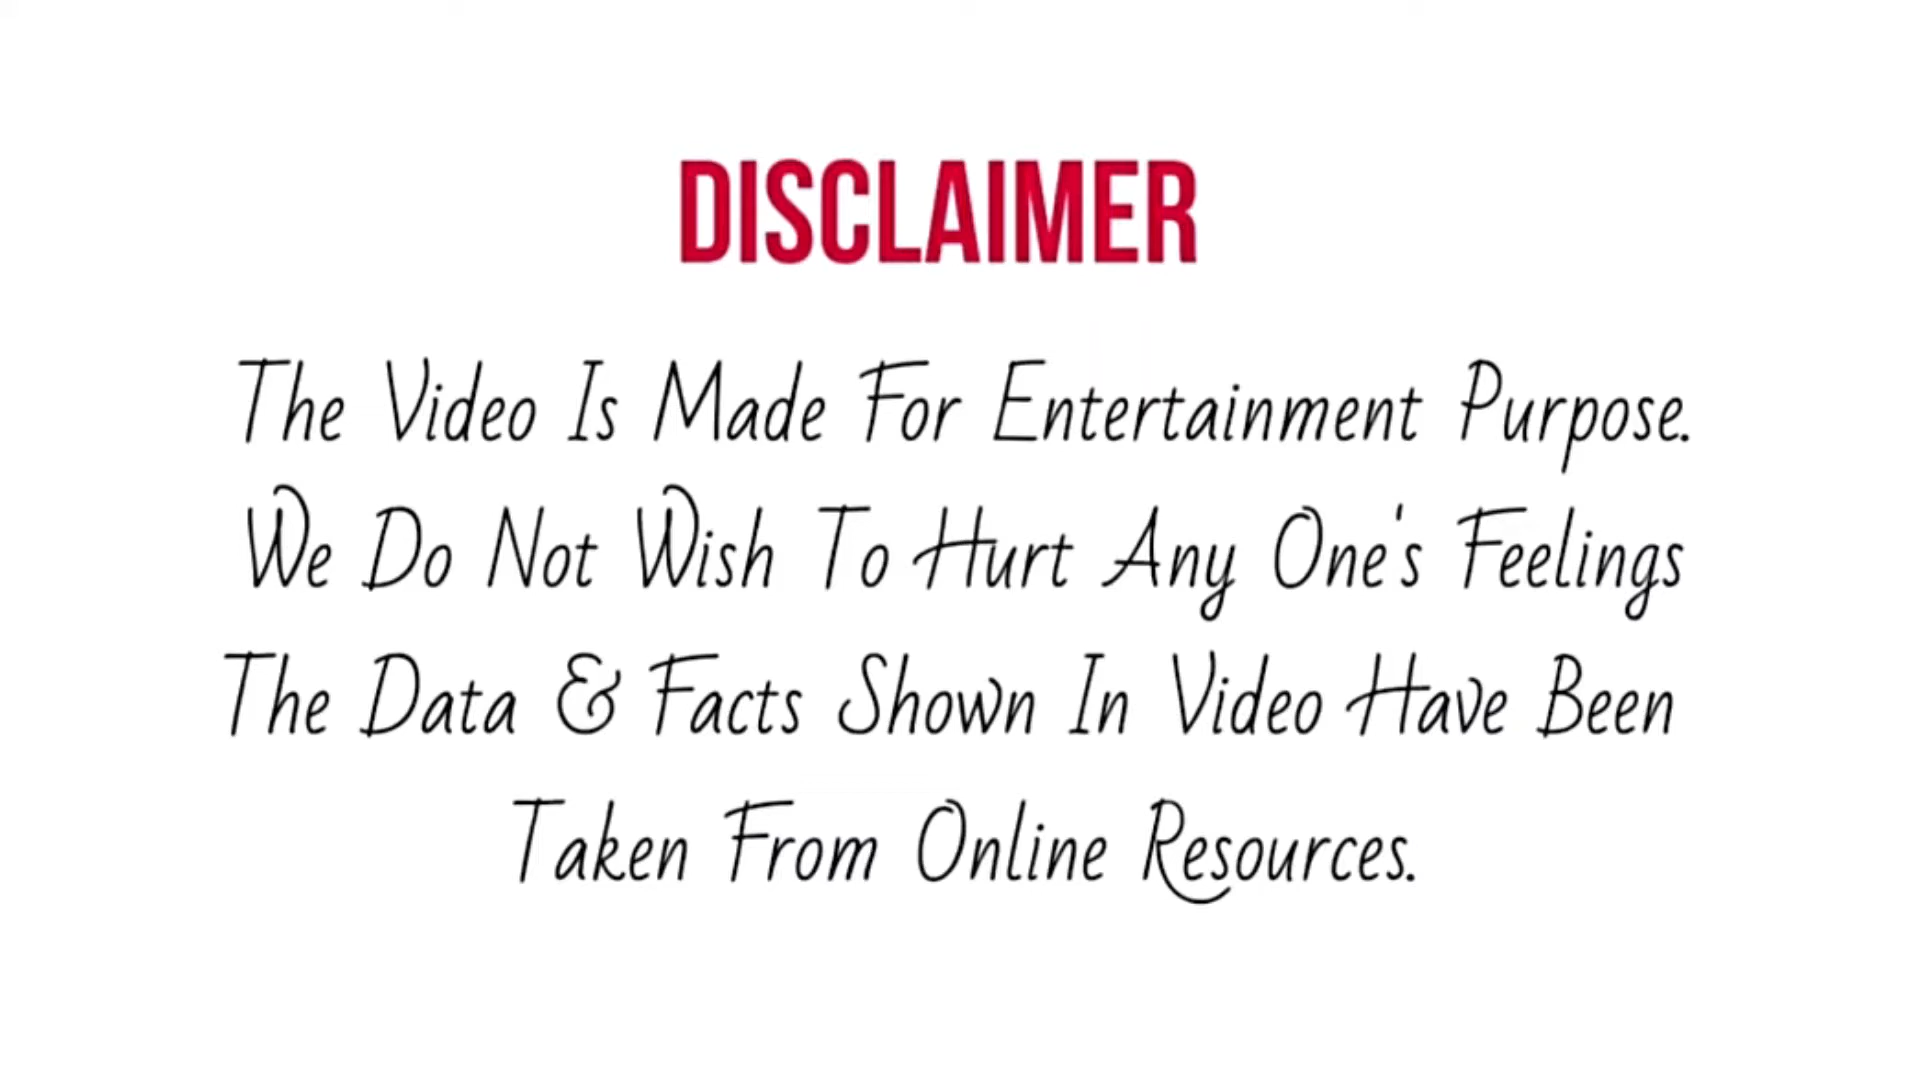 DISCLAIMER
The Video Is Made For Entertainment Purpose.
We Do Not Wish To Hurt Any One's Feelings
The Data & Facts Shown In Video Have Been
Taken From Online Resources.